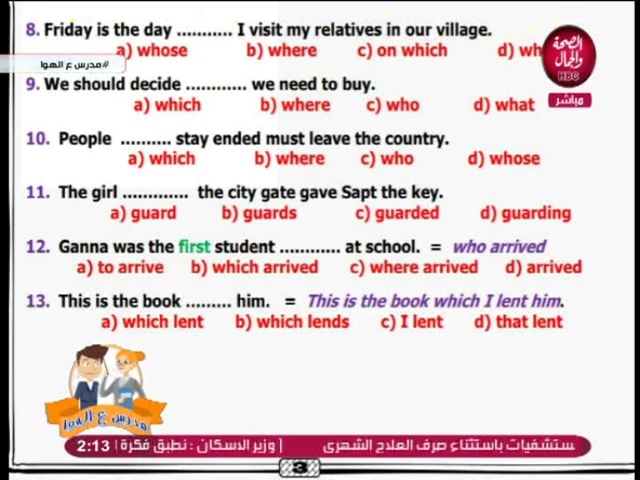 8. Friday is the day ........... I visit my relatives in our village.
a) whose b) where c) on which d) wh
الصحة والجمال
HBC
#مدرس ع الهوا
مباشر
9. We should decide ............ we need to buy.
a) which b) where c) who d) what
10. People .......... stay ended must leave the country.
a) which b) where c) who d) whose
11. The girl ............. the city gate gave Sapt the key.
a) guard b) guards c) guarded d) guarding
12. Ganna was the first student ............ at school. = who arrived
a) to arrive b) which arrived c) where arrived d) arrived
13. This is the book ......... him. = This is the book which I lent him.
a) which lent b) which lends c) I lent d) that lent
مدرس ع الهوا
2:13 ستشفيات باستثناء صرف العلاج الشهرى [ وزير الاسكان : نطبق فكرة ا
3